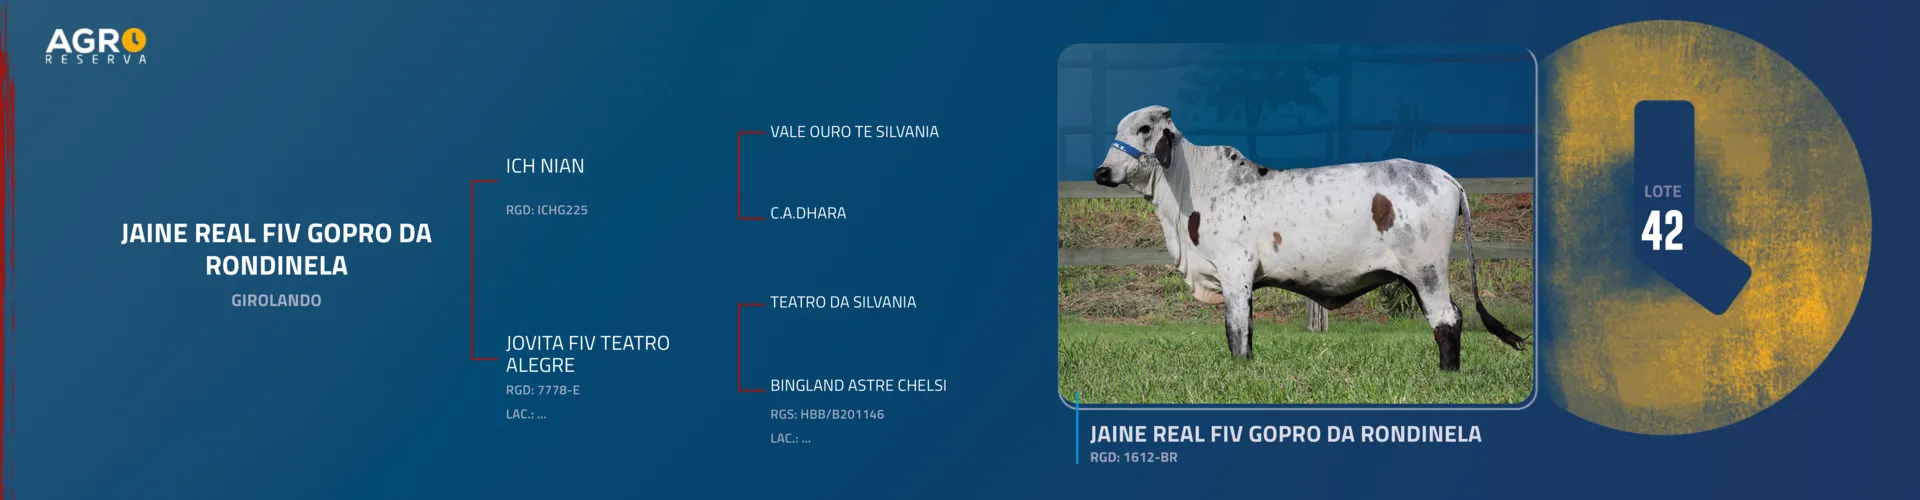 AGRO
RESERVA
JAINE REAL FIV GOPRO DA
RONDINELA
GIROLANDO
ICH NIAN
RGD: ICHG225
JOVITA FIV TEATRO
ALEGRE
RGD: 7778-E
LAC.: ...
VALE OURO TE SILVANIA
C.A.DHARA
TEATRO DA SILVANIA
BINGLAND ASTRE CHELSI
RGS: HBB/B201146
LAC.: ...
JAINE REAL FIV GOPRO DA RONDINELA
RGD: 1612-BR
LOTE
42